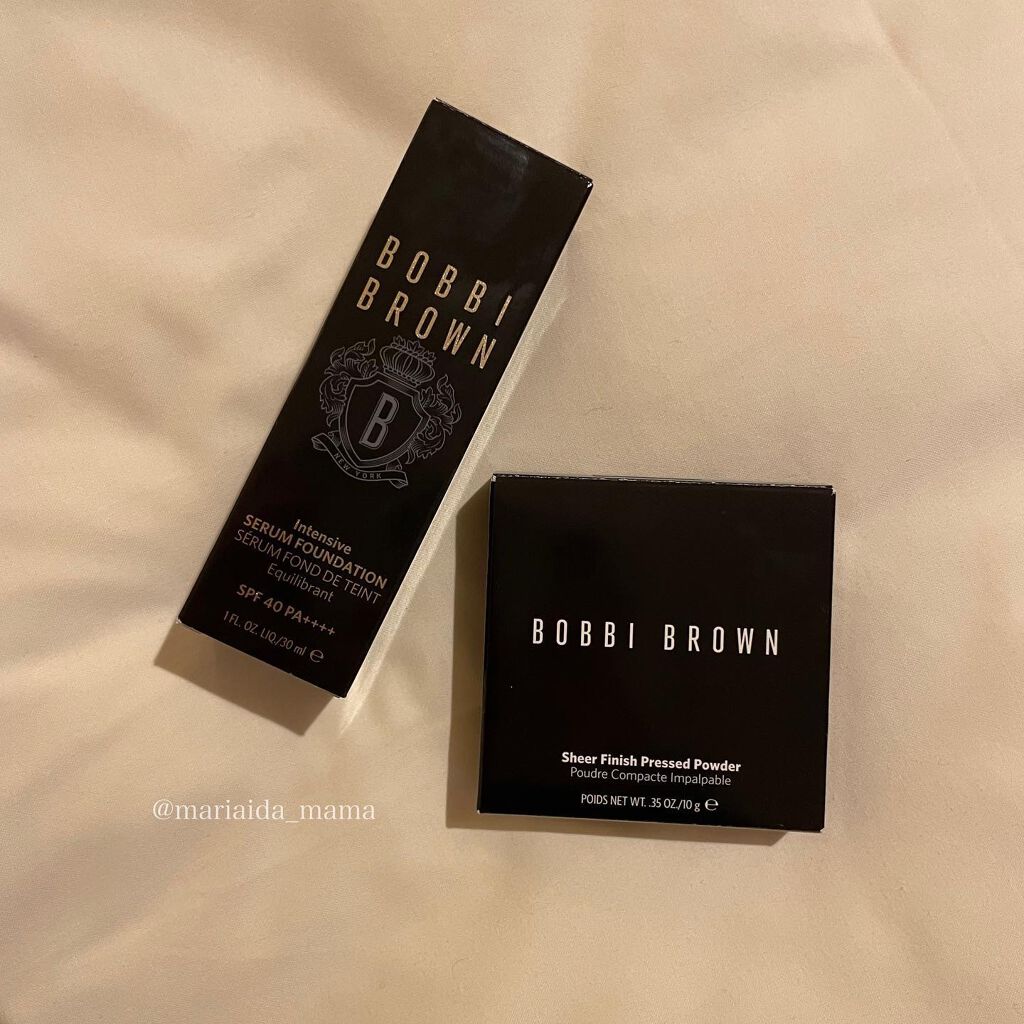 BOBBI
BROWN
B
NEW YORK
Intensive
SERUM FOUNDATION
SÉRUM FOND DE TEINT
Equilibrant
SPF 40 PA++++
1 FL. OZ. LIQ./30 ml ℮
BOBBI BROWN
Sheer Finish Pressed Powder
Poudre Compacte Impalpable
POIDS NET WT. .35 OZ./10 g ℮
@mariaida_mama